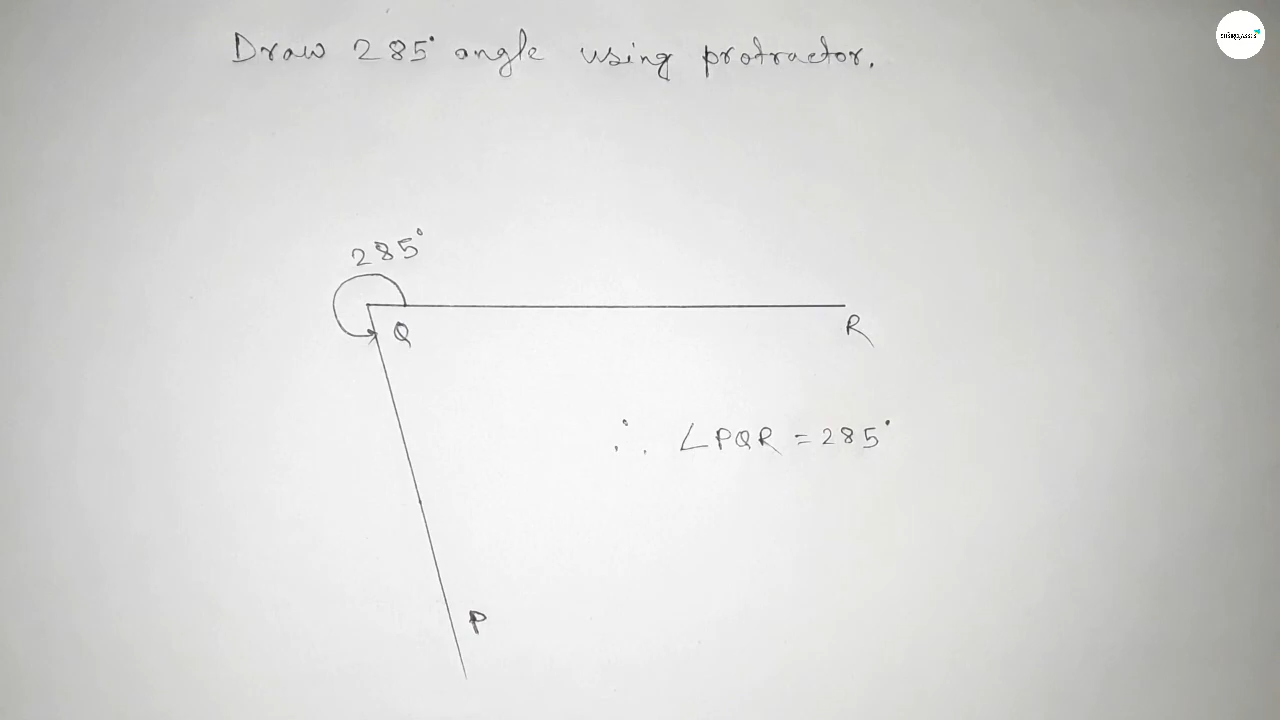 Draw 285° angle using protractor.
285°
Q
R
∴ ∠PQR = 285°
P